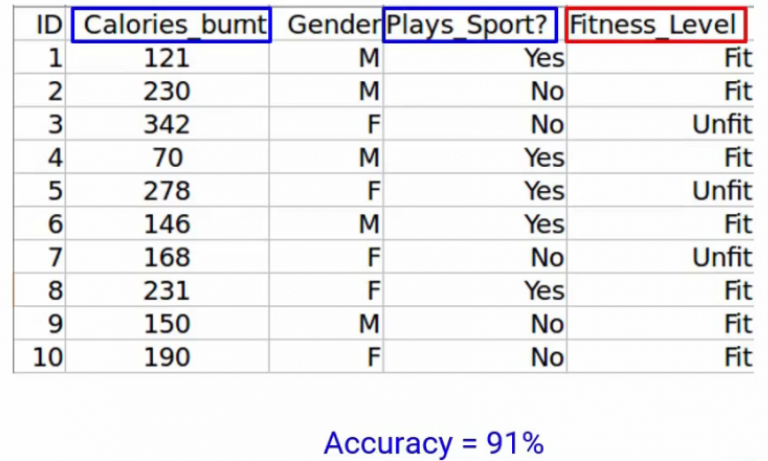 ID Calories_burnt Gender Plays_Sport? Fitness_Level
1 121 M Yes Fit
2 230 M No Fit
3 342 F No Unfit
4 70 M Yes Fit
5 278 F Yes Unfit
6 146 M Yes Fit
7 168 F No Unfit
8 231 F Yes Fit
9 150 M No Fit
10 190 F No Fit
Accuracy = 91%